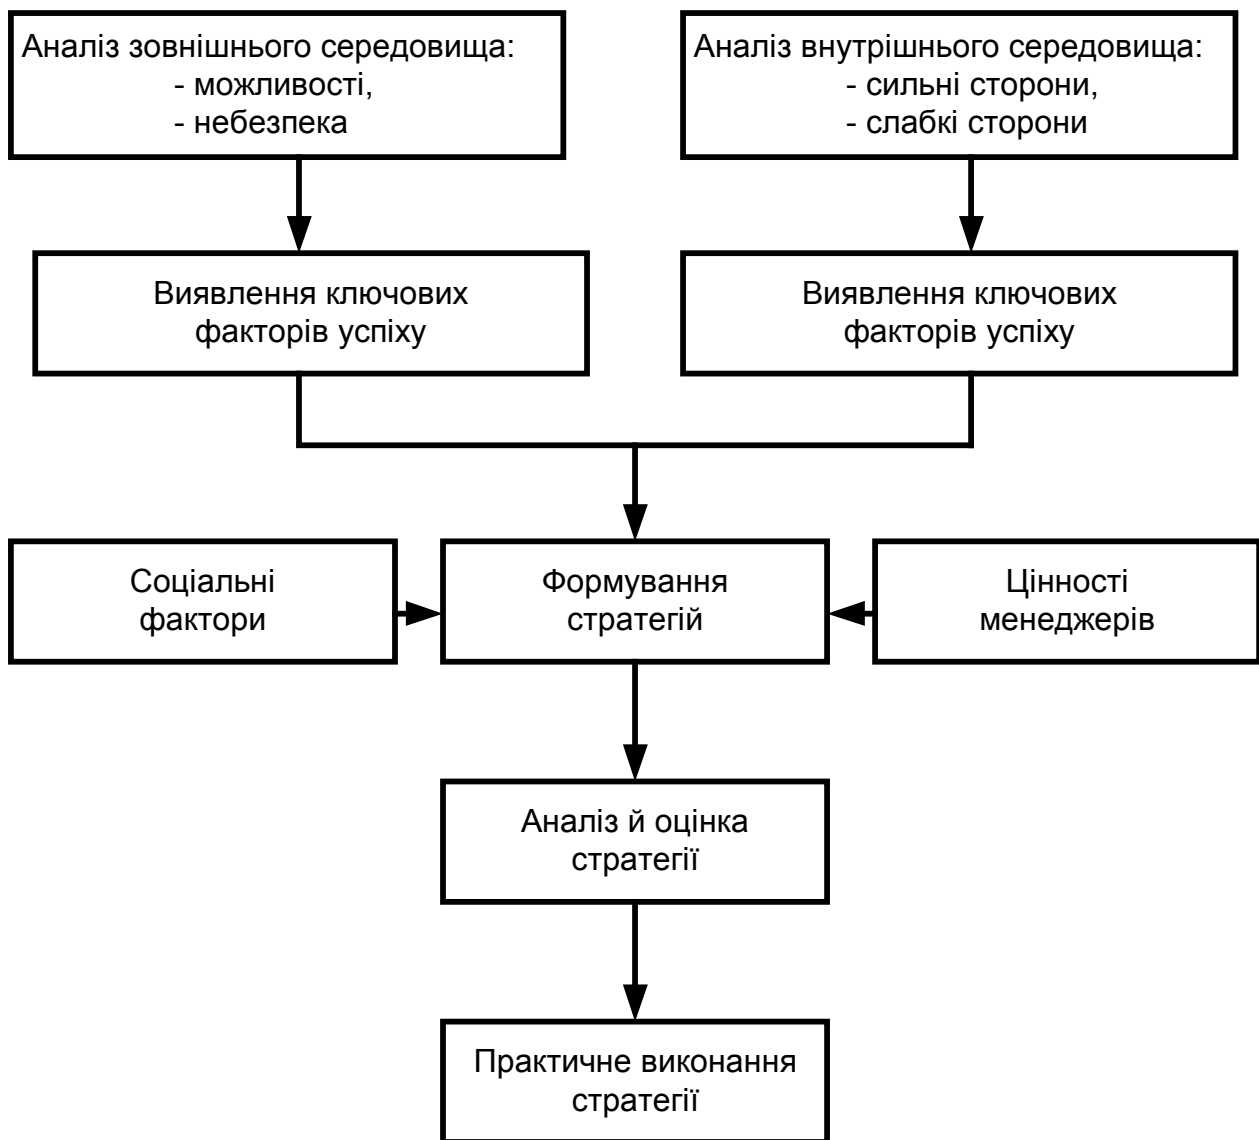 Аналіз зовнішнього середовища:
- можливості,
- небезпека
Аналіз внутрішнього середовища:
- сильні сторони,
- слабкі сторони
Виявлення ключових
факторів успіху
Виявлення ключових
факторів успіху
Соціальні
фактори
Формування
стратегій
Цінності
менеджерів
Аналіз й оцінка
стратегії
Практичне виконання
стратегії